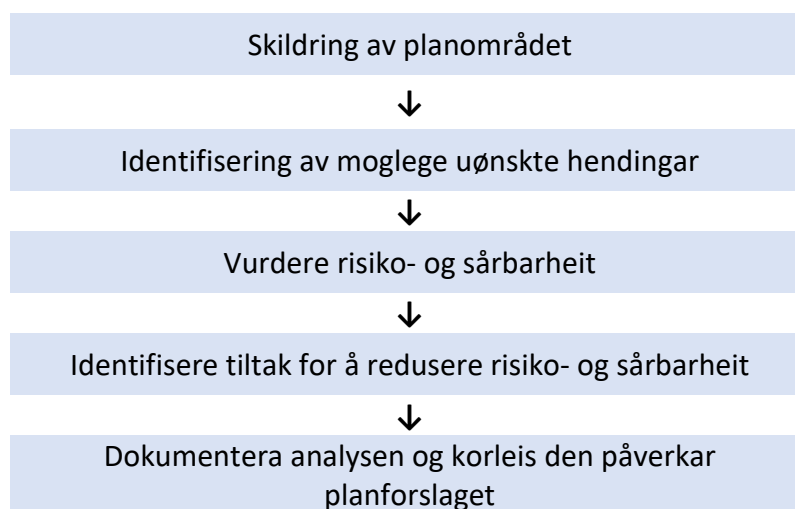 Skildring av planområdet
↓
Identifisering av moglege uønskte hendingar
↓
Vurdere risiko- og sårbarheit
↓
Identifisere tiltak for å redusere risiko- og sårbarheit
↓
Dokumentera analysen og korleis den påverkar
planforslaget